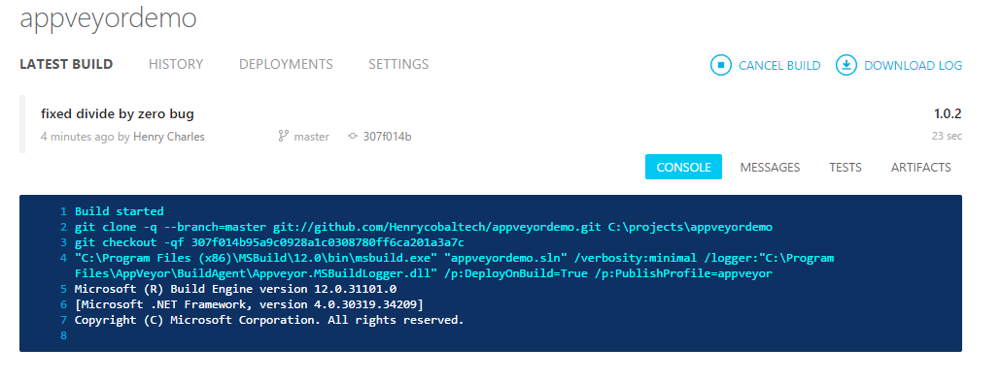 appveyordemo
LATEST BUILD HISTORY DEPLOYMENTS SETTINGS CANCEL BUILD DOWNLOAD LOG
fixed divide by zero bug 1.0.2
4 minutes ago by Henry Charles master 307f014b 23 sec
CONSOLE MESSAGES TESTS ARTIFACTS
1 Build started
2 git clone -q --branch=master git://github.com/Henrycobaltech/appveyordemo.git C:\projects\appveyordemo
3 git checkout -qf 307f014b95a9c0928a1c0308780ff6ca201a3a7c
4 "C:\Program Files (x86)\MSBuild\12.0\bin\msbuild.exe" "appveyordemo.sln" /verbosity:minimal /logger:"C:\Program
Files\AppVeyor\BuildAgent\Appveyor.MSBuildLogger.dll" /p:DeployOnBuild=True /p:PublishProfile=appveyor
5 Microsoft (R) Build Engine version 12.0.31101.0
6 [Microsoft .NET Framework, version 4.0.30319.34209]
7 Copyright (C) Microsoft Corporation. All rights reserved.
8